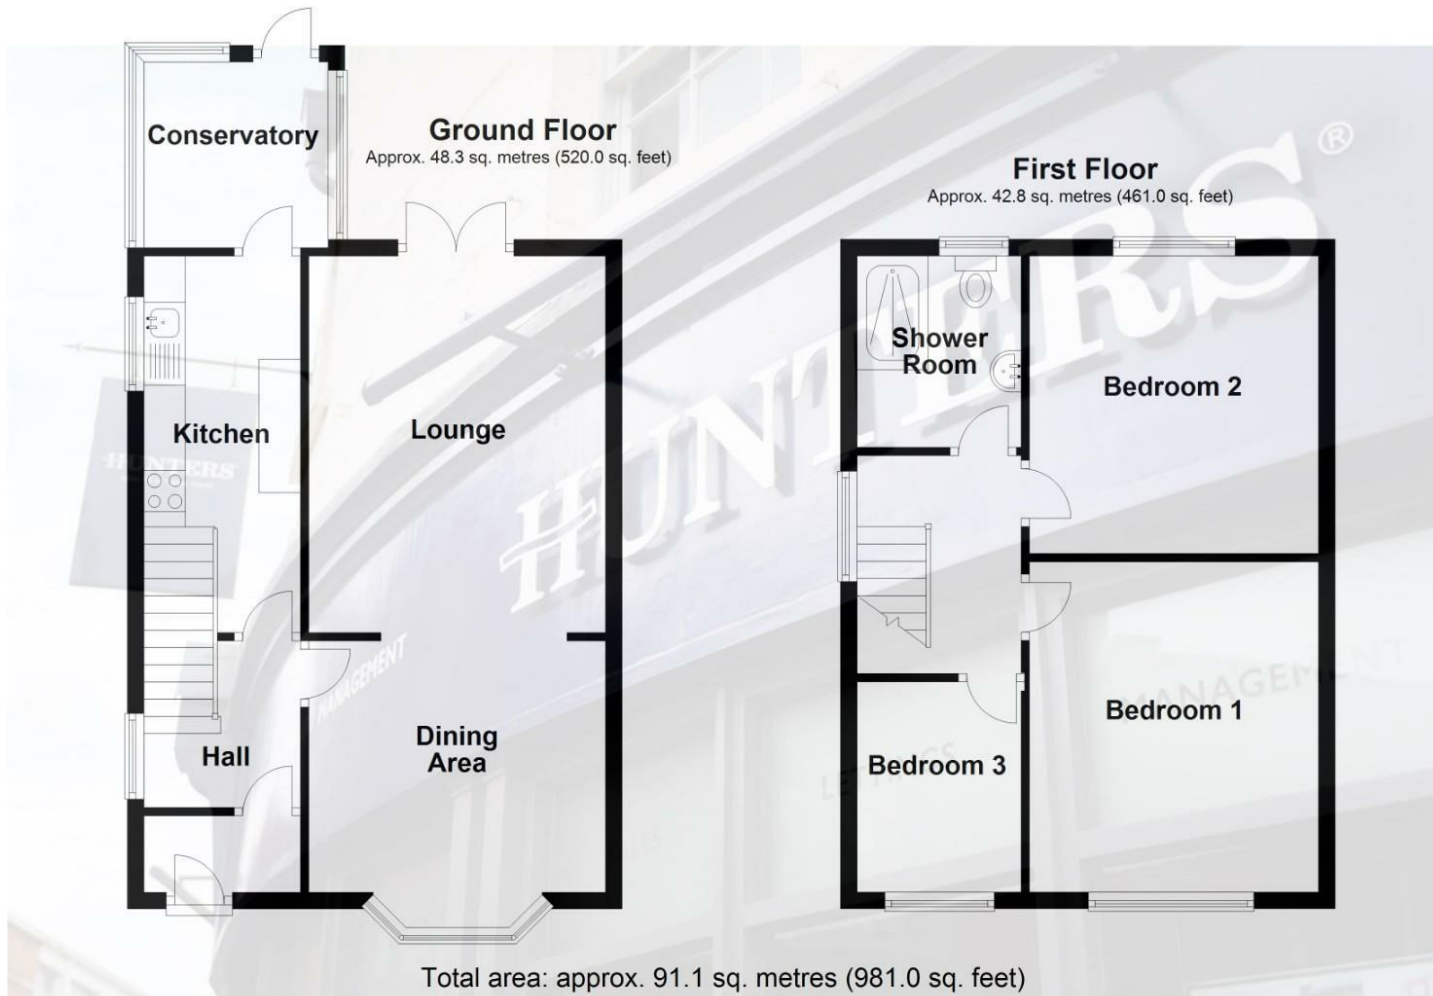 Conservatory
Ground Floor
Approx. 48.3 sq. metres (520.0 sq. feet)
First Floor
Approx. 42.8 sq. metres (461.0 sq. feet)
HUNTERS®
Shower
Room
Bedroom 2
Kitchen
Lounge
HUNTERS
MANAGEMENT
MANAGEMENT
Hall
Dining
Area
Bedroom 3
Bedroom 1
LETTINGS
Total area: approx. 91.1 sq. metres (981.0 sq. feet)